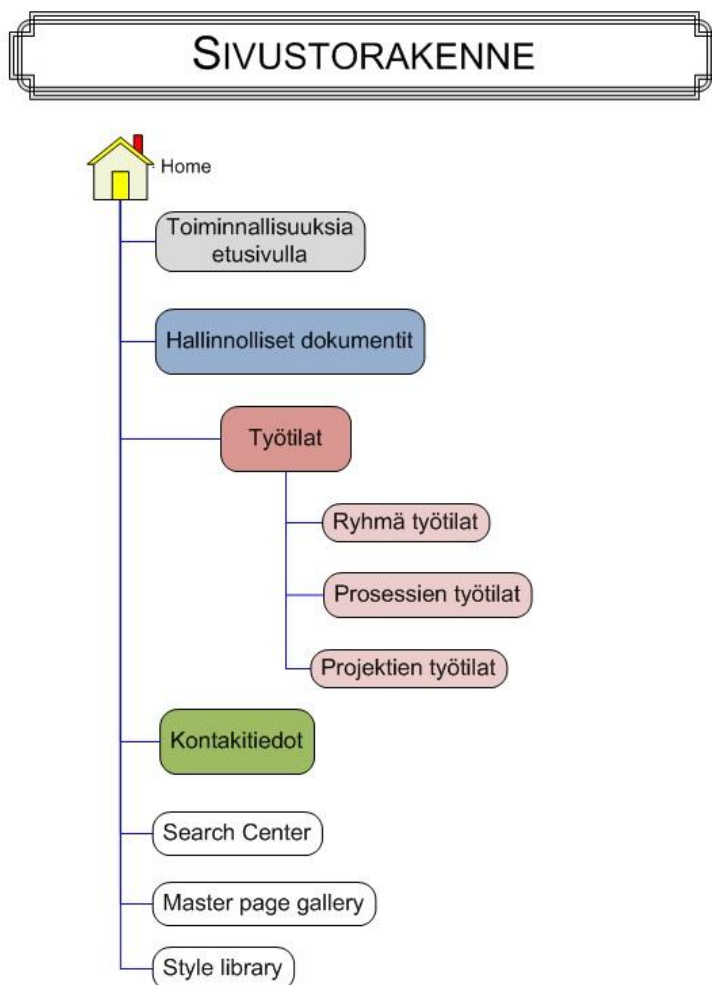 SIVUSTORAKENNE
Home
Toiminnallisuuksia
etusivulla
Hallinnolliset dokumentit
Työtilat
Ryhmä työtilat
Prosessien työtilat
Projektien työtilat
Kontakitiedot
Search Center
Master page gallery
Style library